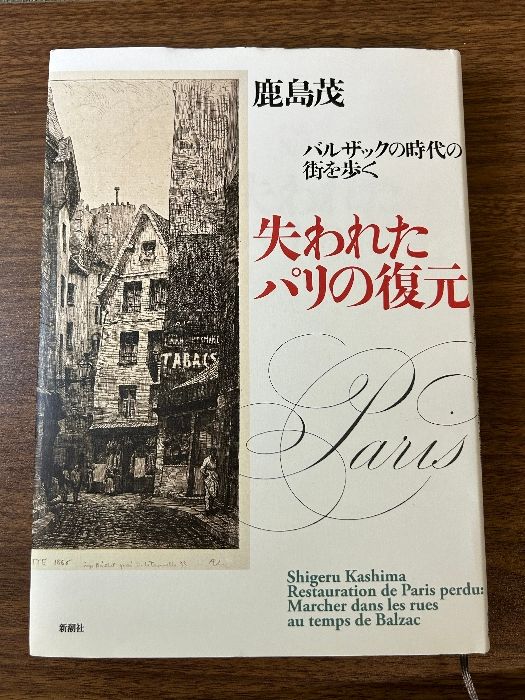 鹿島茂
バルザックの時代の
街を歩く
失われた
パリの復元
Paris
TABACS
1865
Shigeru Kashima
Restauration de Paris perdu:
Marcher dans les rues
au temps de Balzac
新潮社